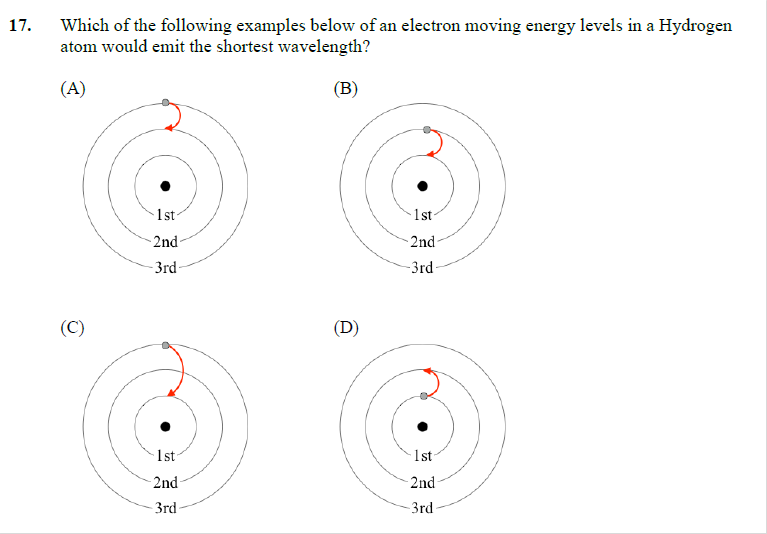 17. Which of the following examples below of an electron moving energy levels in a Hydrogen
atom would emit the shortest wavelength?
(A)
1st
2nd
3rd
(B)
1st
2nd
3rd
(C)
1st
2nd
3rd
(D)
1st
2nd
3rd